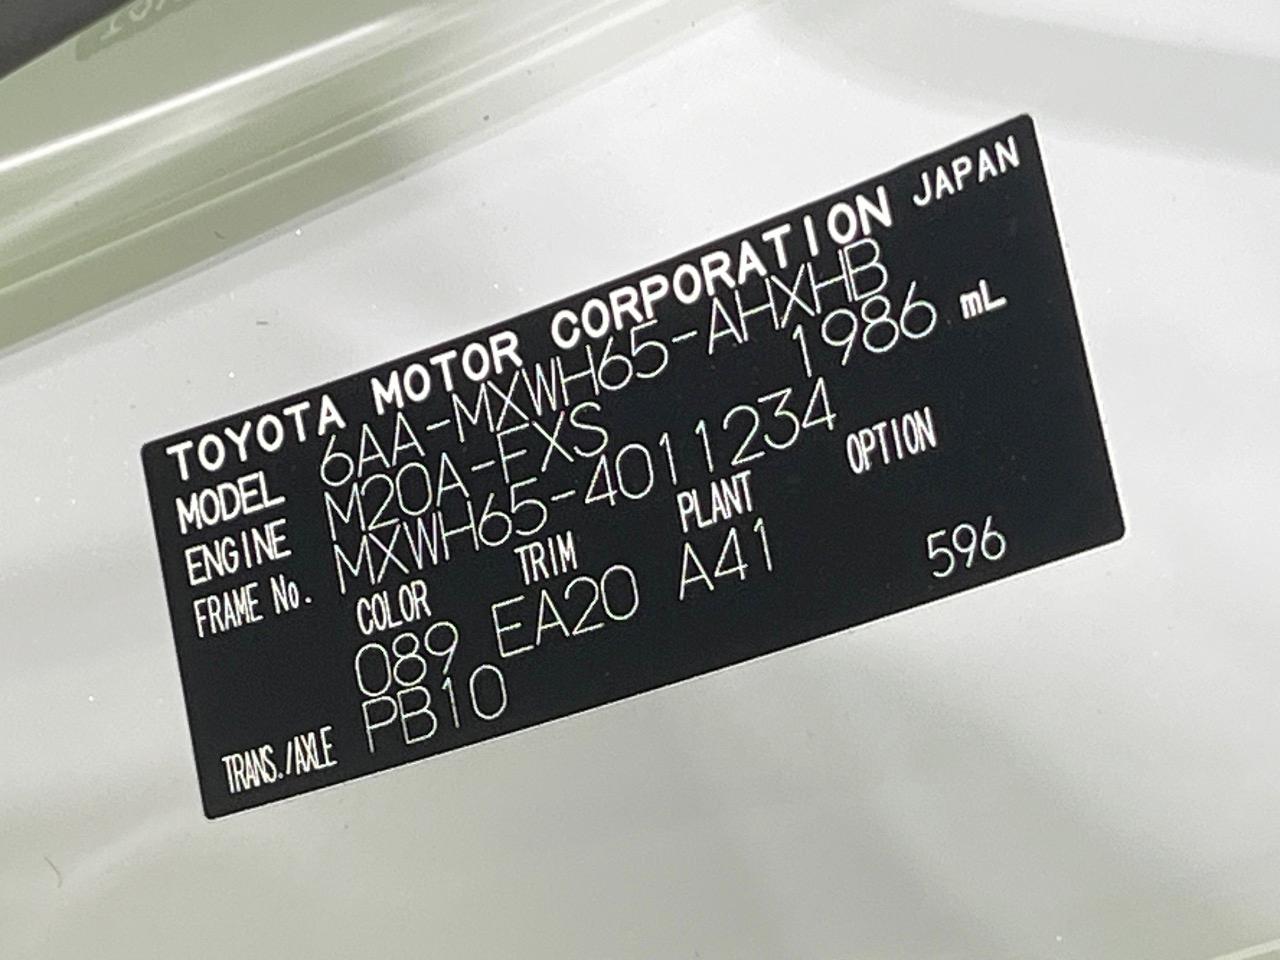 TOYOTA MOTOR CORPORATION JAPAN
MODEL 6AA-MXWH65-AHXHB
ENGINE M20A-FXS 1986 mL
FRAME No. MXWH65-4011234
COLOR TRIM PLANT OPTION
089 EA20 A41 596
TRANS./AXLE PB10